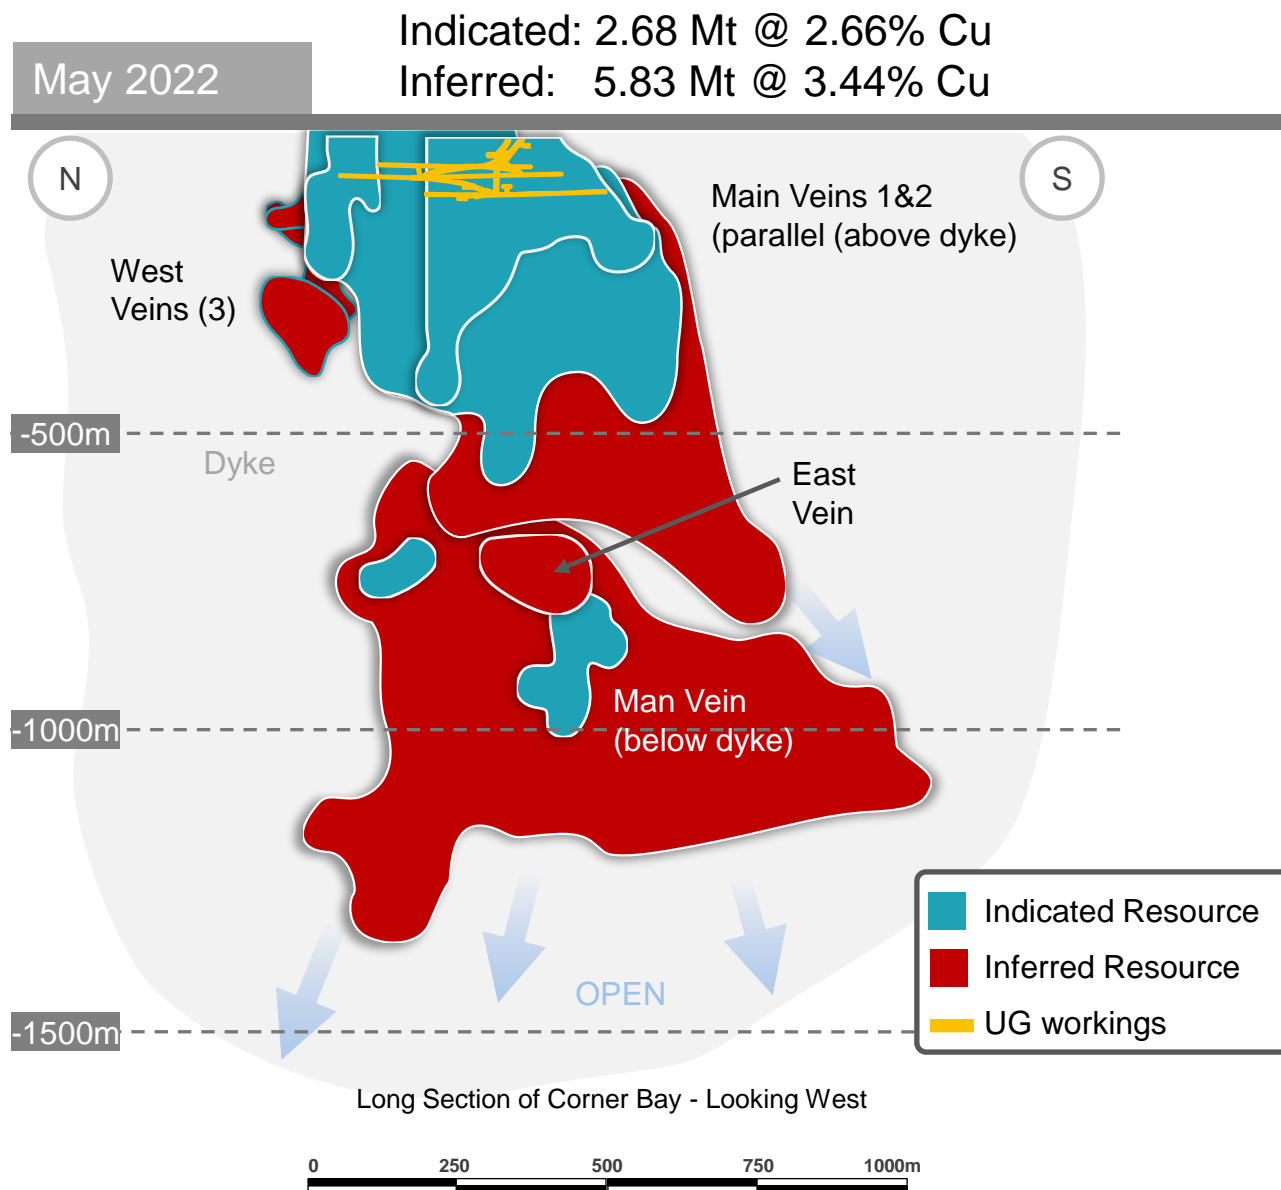 Indicated: 2.68 Mt @ 2.66% Cu
Inferred: 5.83 Mt @ 3.44% Cu
May 2022
N
S
Main Veins 1&2
(parallel (above dyke)
West
Veins (3)
-500m
Dyke
East
Vein
Man Vein
(below dyke)
-1000m
Indicated Resource
Inferred Resource
UG workings
OPEN
-1500m
Long Section of Corner Bay - Looking West
0 250 500 750 1000m